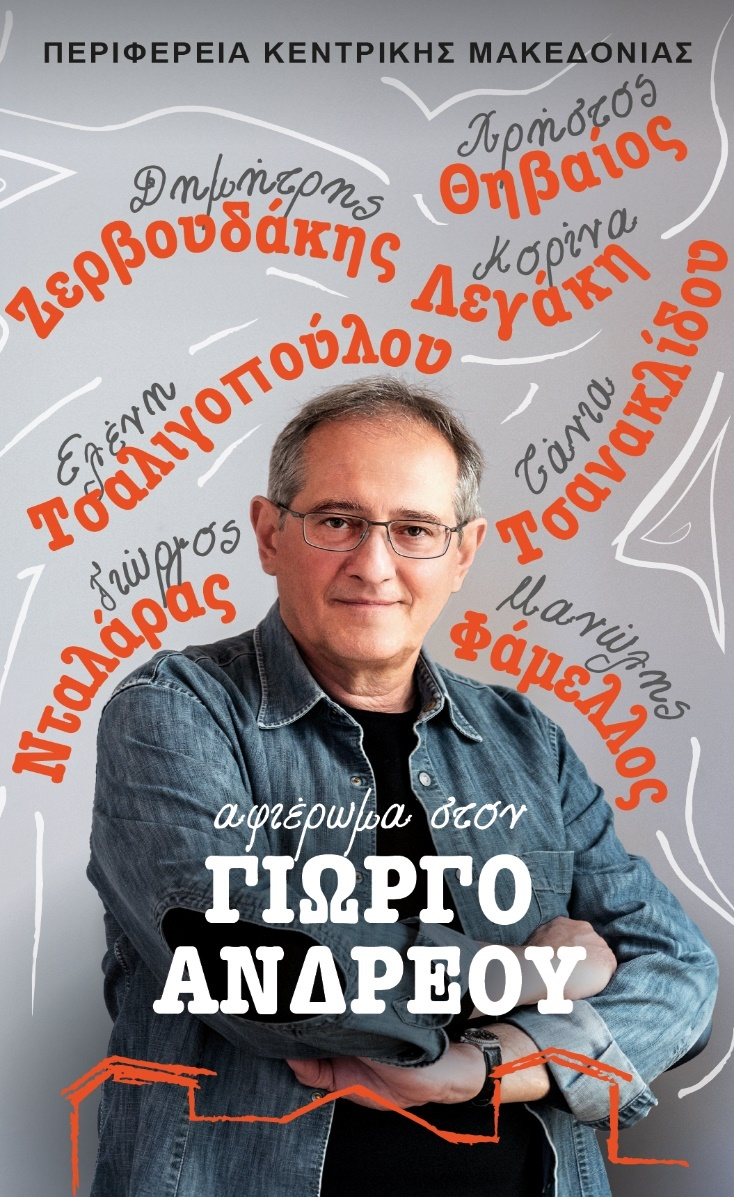 ΠΕΡΙΦΕΡΕΙΑ ΚΕΝΤΡΙΚΗΣ ΜΑΚΕΔΟΝΙΑΣ
Χρήστος
Θηβαίος
Δημήτρης
Ζερβουδάκης
Κορίνα
Λεγάκη
Ελένη
Τσαλιγοπούλου
Τάνια
Τσανακλίδου
Γιώργος
Νταλάρας
Μανώλης
Φάμελλος
αφιέρωμα στον
ΓΙΩΡΓΟ
ΑΝΔΡΕΟΥ